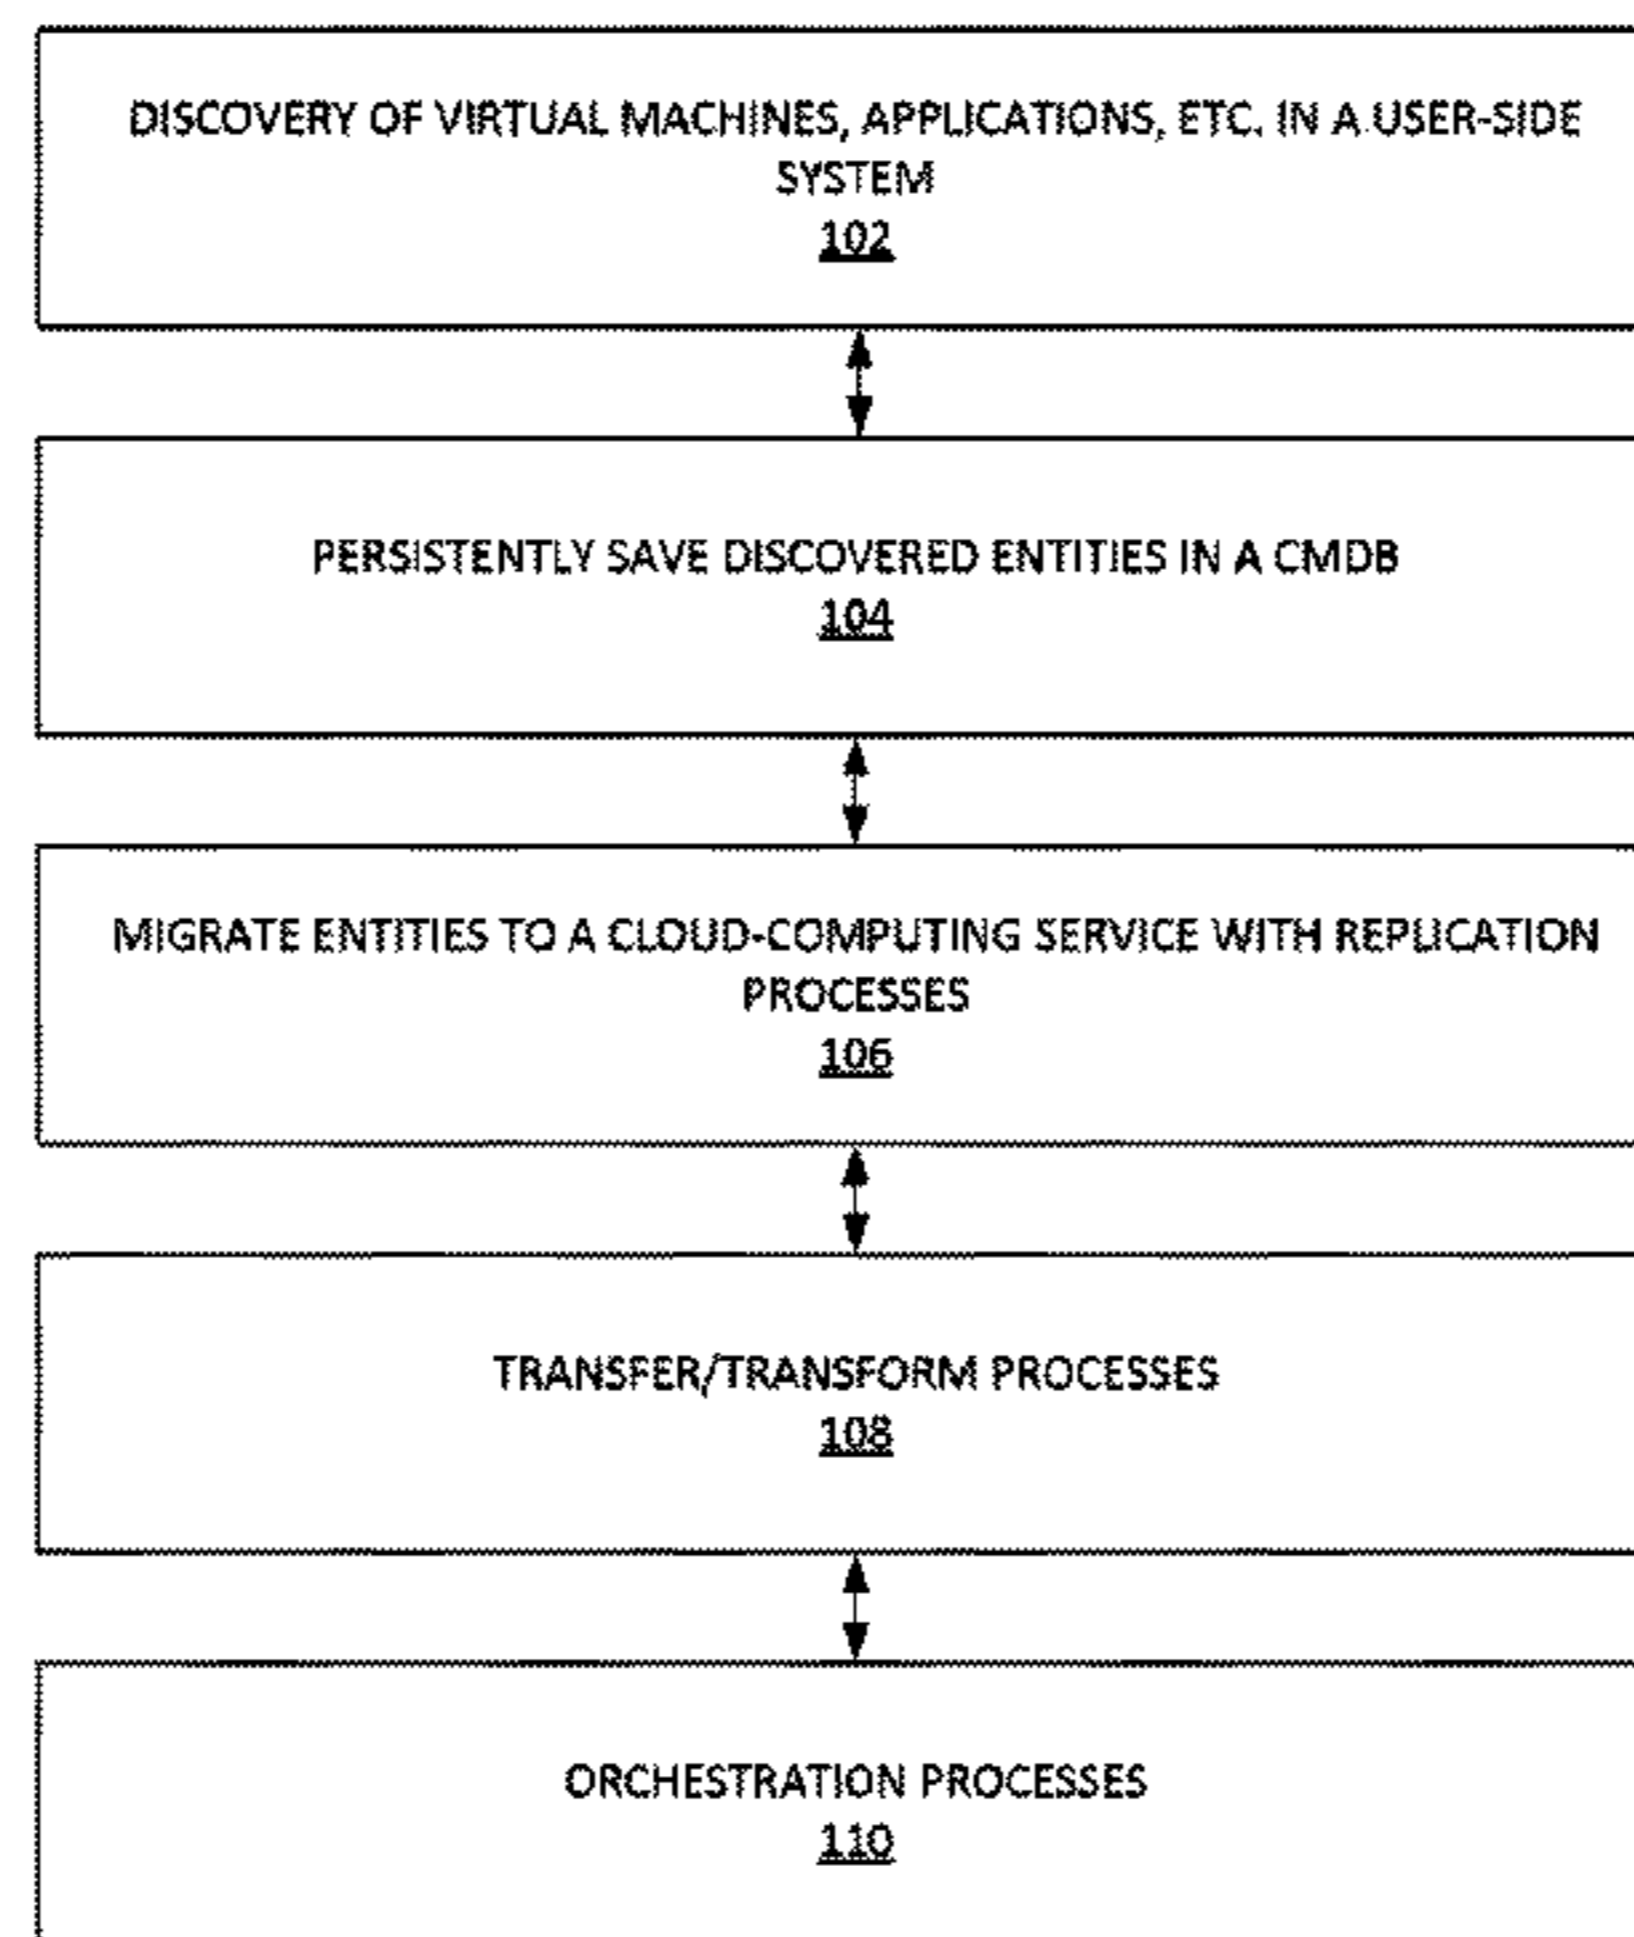 DISCOVERY OF VIRTUAL MACHINES, APPLICATIONS, ETC. IN A USER-SIDE
SYSTEM
102
PERSISTENTLY SAVE DISCOVERED ENTITIES IN A CMDB
104
MIGRATE ENTITIES TO A CLOUD-COMPUTING SERVICE WITH REPLICATION
PROCESSES
106
TRANSFER/TRANSFORM PROCESSES
108
ORCHESTRATION PROCESSES
110